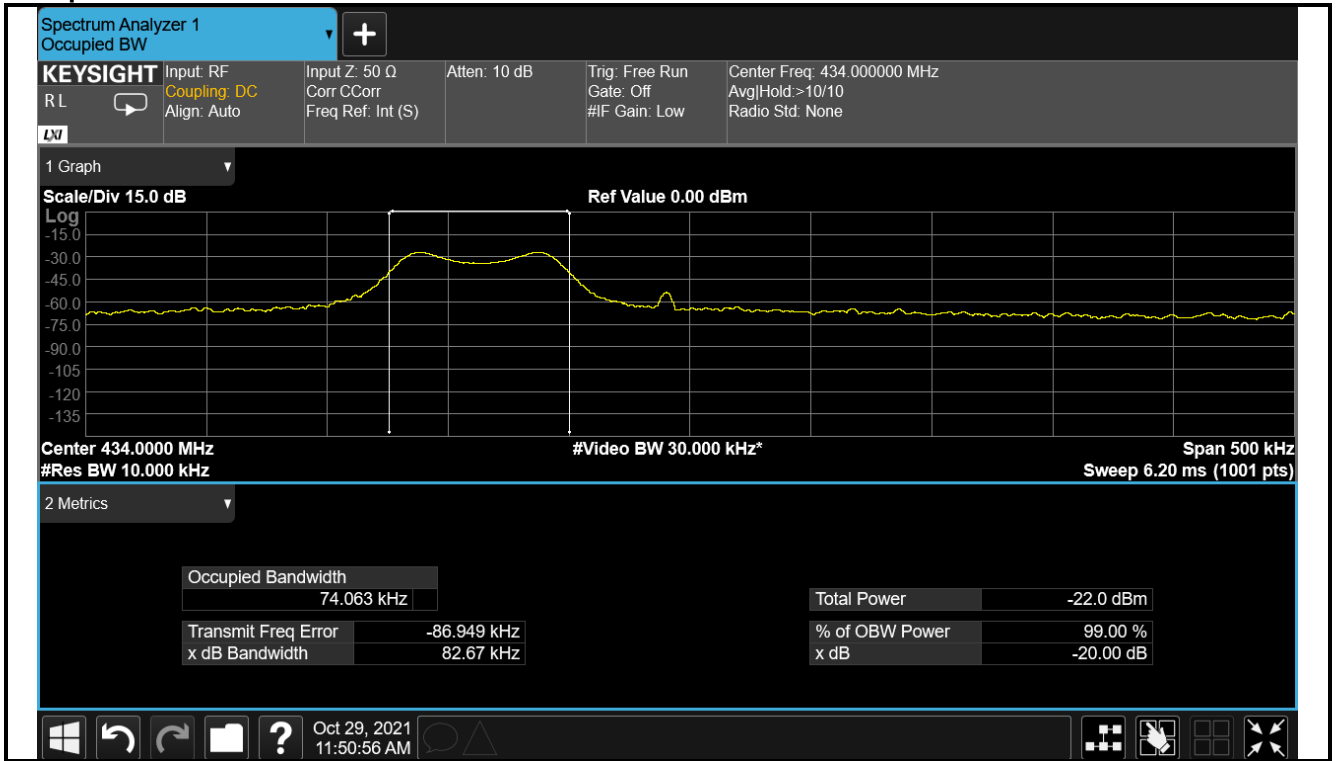 Spectrum Analyzer 1
Occupied BW
KEYSIGHT
R L
LXI
Input: RF
Coupling: DC
Align: Auto
Input Z: 50 Ω
Corr CCorr
Freq Ref: Int (S)
Atten: 10 dB
Trig: Free Run
Gate: Off
#IF Gain: Low
Center Freq: 434.000000 MHz
Avg|Hold:>10/10
Radio Std: None
1 Graph
Scale/Div 15.0 dB
Ref Value 0.00 dBm
Log
-15.0
-30.0
-45.0
-60.0
-75.0
-90.0
-105
-120
-135
Center 434.0000 MHz
#Video BW 30.000 kHz*
Span 500 kHz
#Res BW 10.000 kHz
Sweep 6.20 ms (1001 pts)
2 Metrics
Occupied Bandwidth
74.063 kHz
Total Power -22.0 dBm
Transmit Freq Error -86.949 kHz
% of OBW Power 99.00 %
x dB Bandwidth 82.67 kHz
x dB -20.00 dB
?
Oct 29, 2021
11:50:56 AM